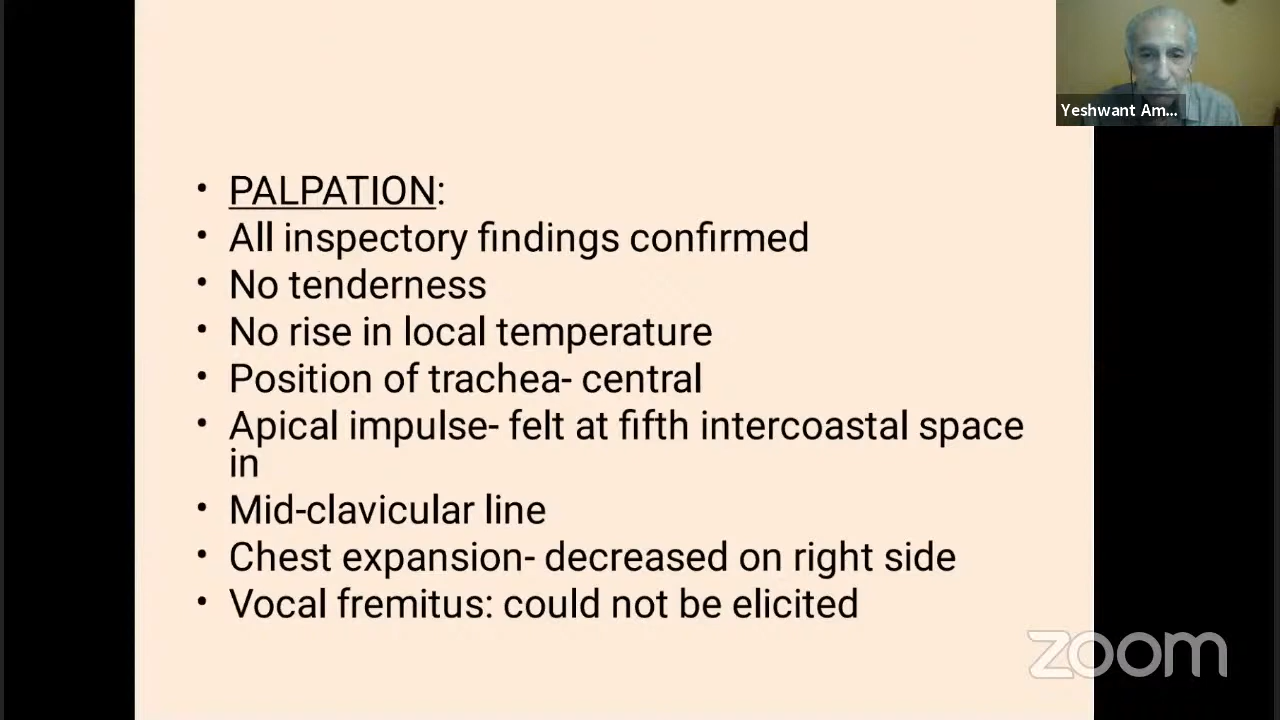 Yeshwant Am...
• PALPATION:
• All inspectory findings confirmed
• No tenderness
• No rise in local temperature
• Position of trachea- central
• Apical impulse- felt at fifth intercoastal space
in
• Mid-clavicular line
• Chest expansion- decreased on right side
• Vocal fremitus: could not be elicited
zoom